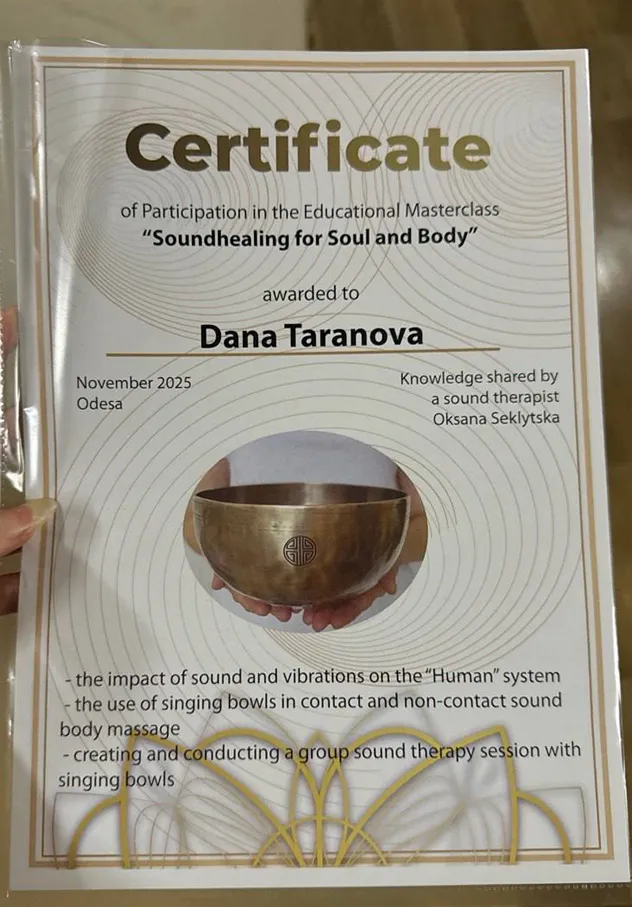 Certificate
of Participation in the Educational Masterclass
“Soundhealing for Soul and Body”
awarded to
Dana Taranova
November 2025
Odesa
Knowledge shared by
a sound therapist
Oksana Seklytska
- the impact of sound and vibrations on the “Human” system
- the use of singing bowls in contact and non-contact sound
body massage
- creating and conducting a group sound therapy session with
singing bowls